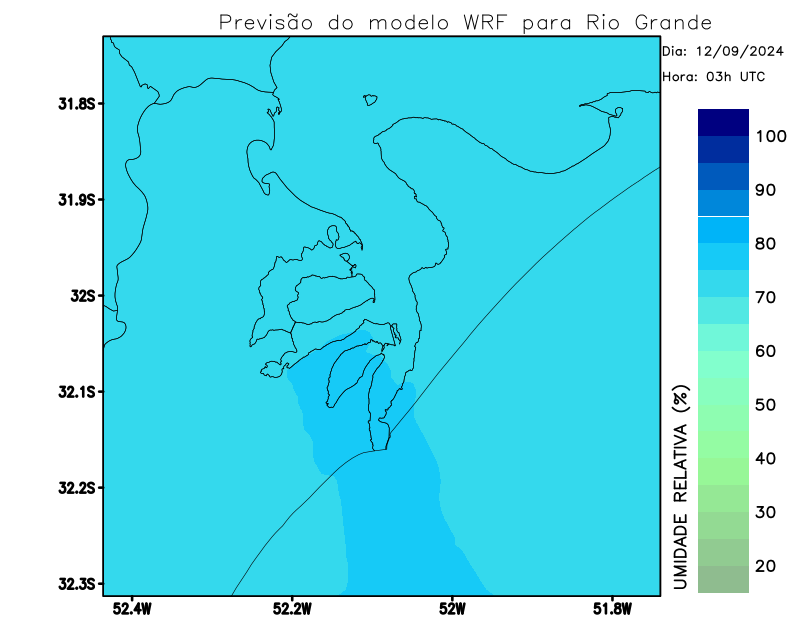 Previsão do modelo WRF para Rio Grande
Dia: 12/09/2024
Hora: 03h UTC
31.8S
31.9S
32S
32.1S
32.2S
32.3S
52.4W
52.2W
52W
51.8W
100
90
80
70
60
50
40
30
20
UMIDADE RELATIVA (%)